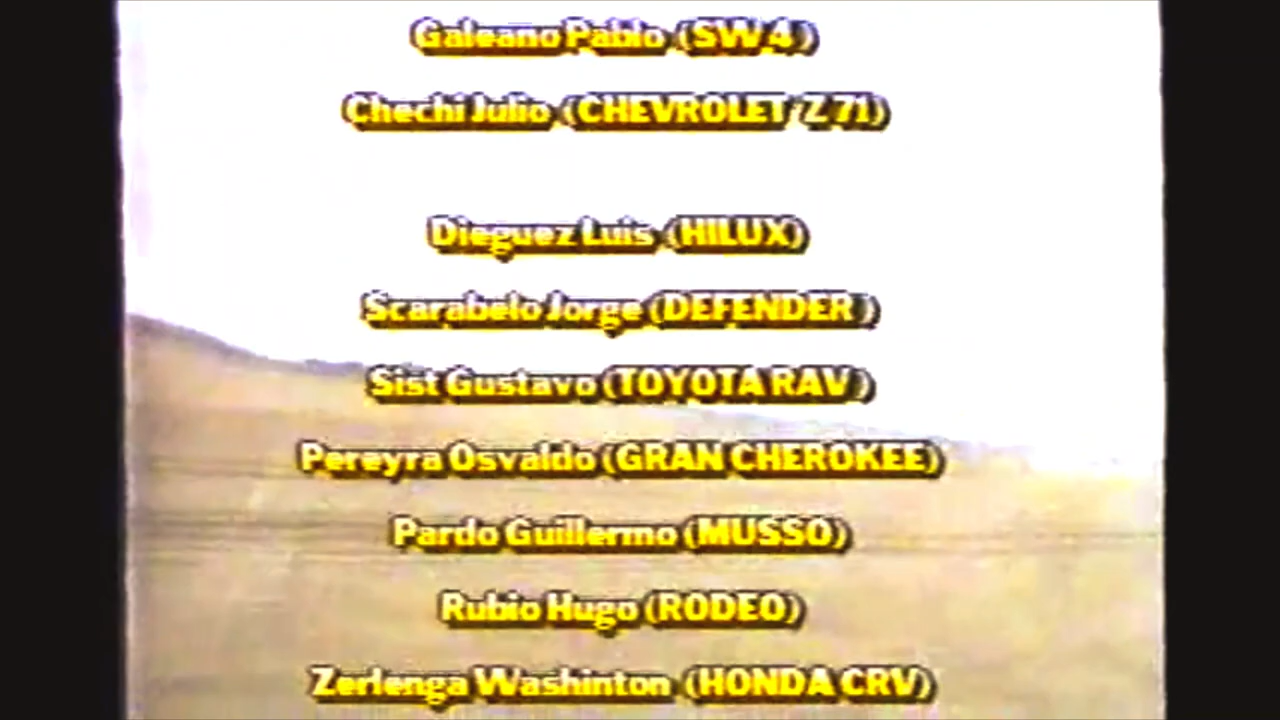 Galeano Pablo (SW 4)
Chechi Julio (CHEVROLET Z 71)
Dieguez Luis (HILUX)
Scarabelo Jorge (DEFENDER )
Sist Gustavo (TOYOTA RAV )
Pereyra Osvaldo (GRAN CHEROKEE)
Pardo Guillermo (MUSSO)
Rubio Hugo (RODEO)
Zerlenga Washinton (HONDA CRV)